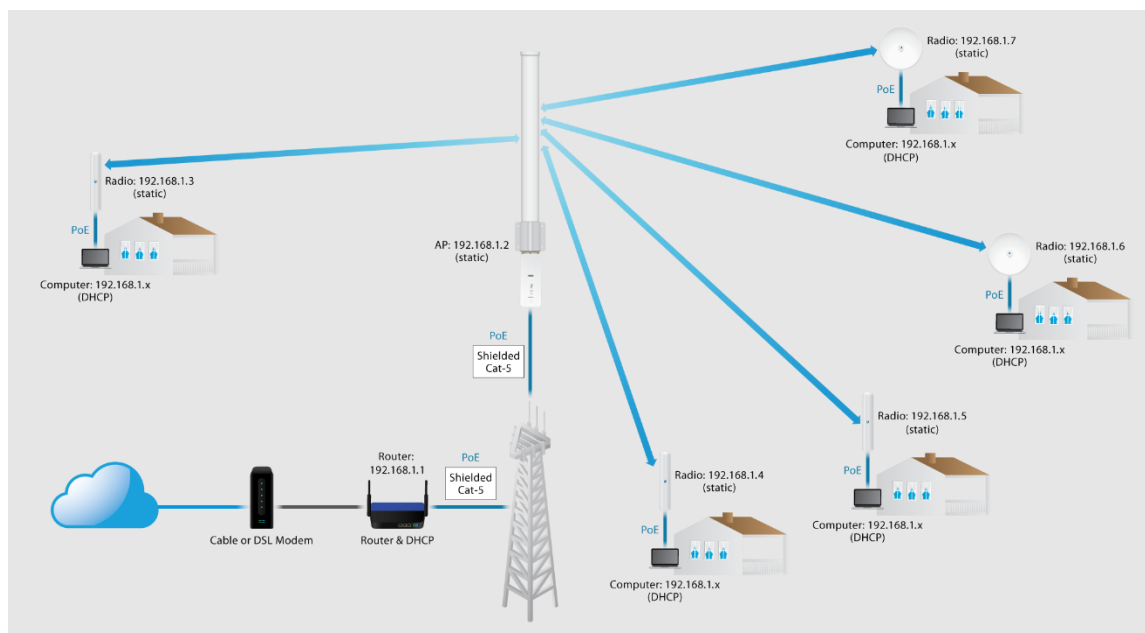 Radio: 192.168.1.7
(static)
PoE
Computer: 192.168.1.x
(DHCP)
Radio: 192.168.1.3
(static)
PoE
Computer: 192.168.1.x
(DHCP)
AP: 192.168.1.2
(static)
Radio: 192.168.1.6
(static)
PoE
Computer: 192.168.1.x
(DHCP)
PoE
Shielded
Cat-5
Radio: 192.168.1.5
(static)
PoE
Computer: 192.168.1.x
(DHCP)
Router:
192.168.1.1
PoE
Shielded
Cat-5
Radio: 192.168.1.4
(static)
PoE
Computer: 192.168.1.x
(DHCP)
Cable or DSL Modem
Router & DHCP